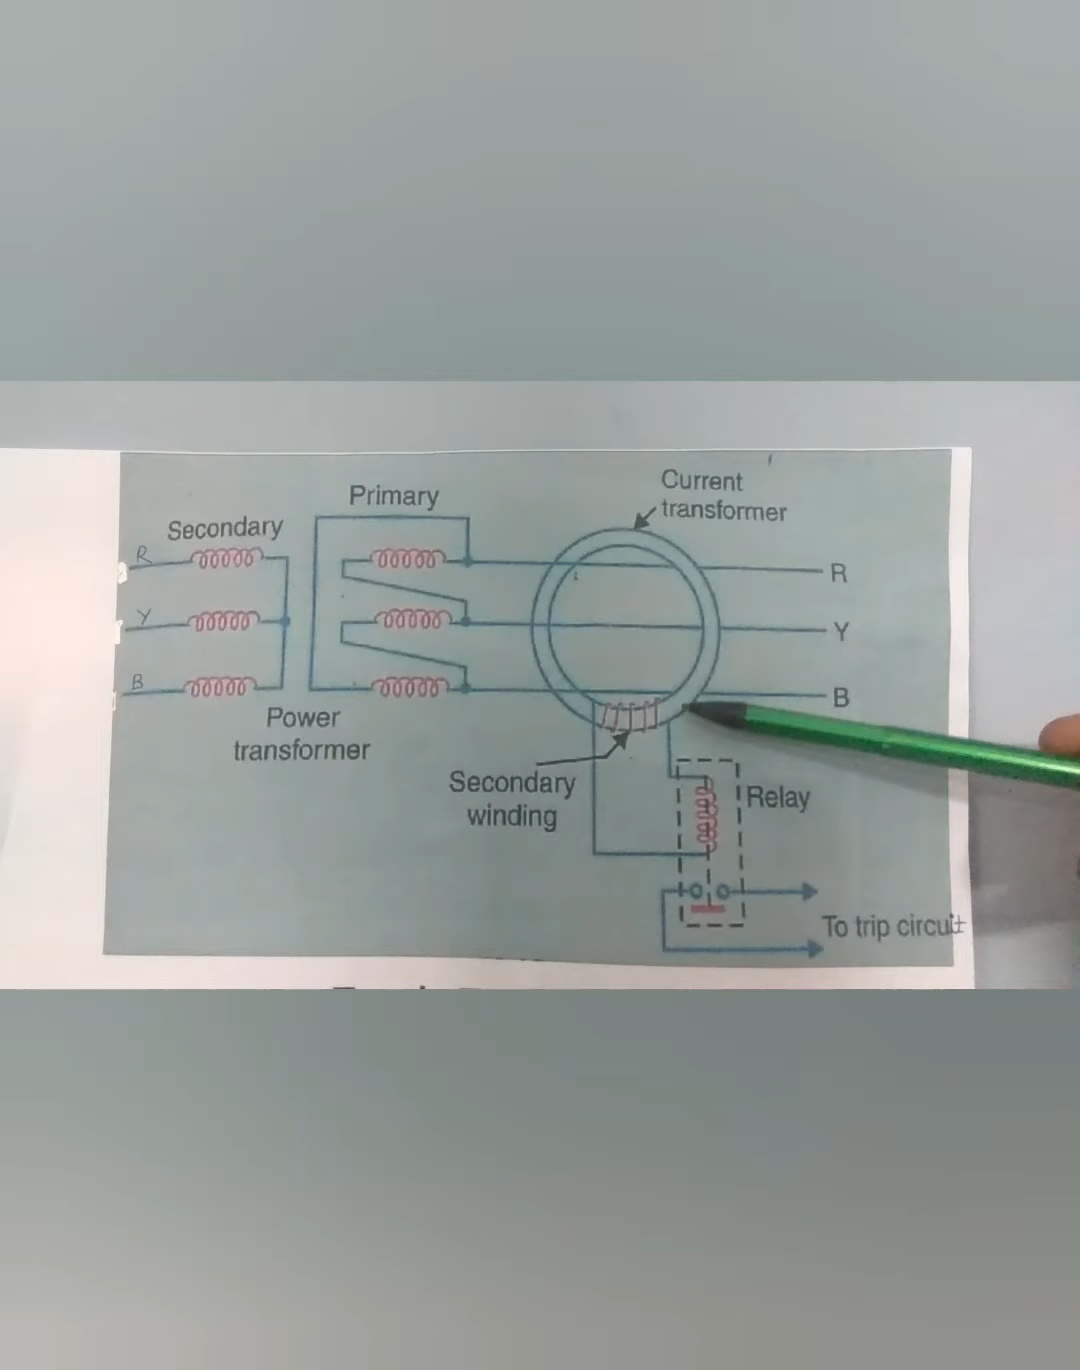 Current
transformer
Primary
Secondary
R
R
Y
Y
B
B
Power
transformer
Secondary
winding
Relay
To trip circuit